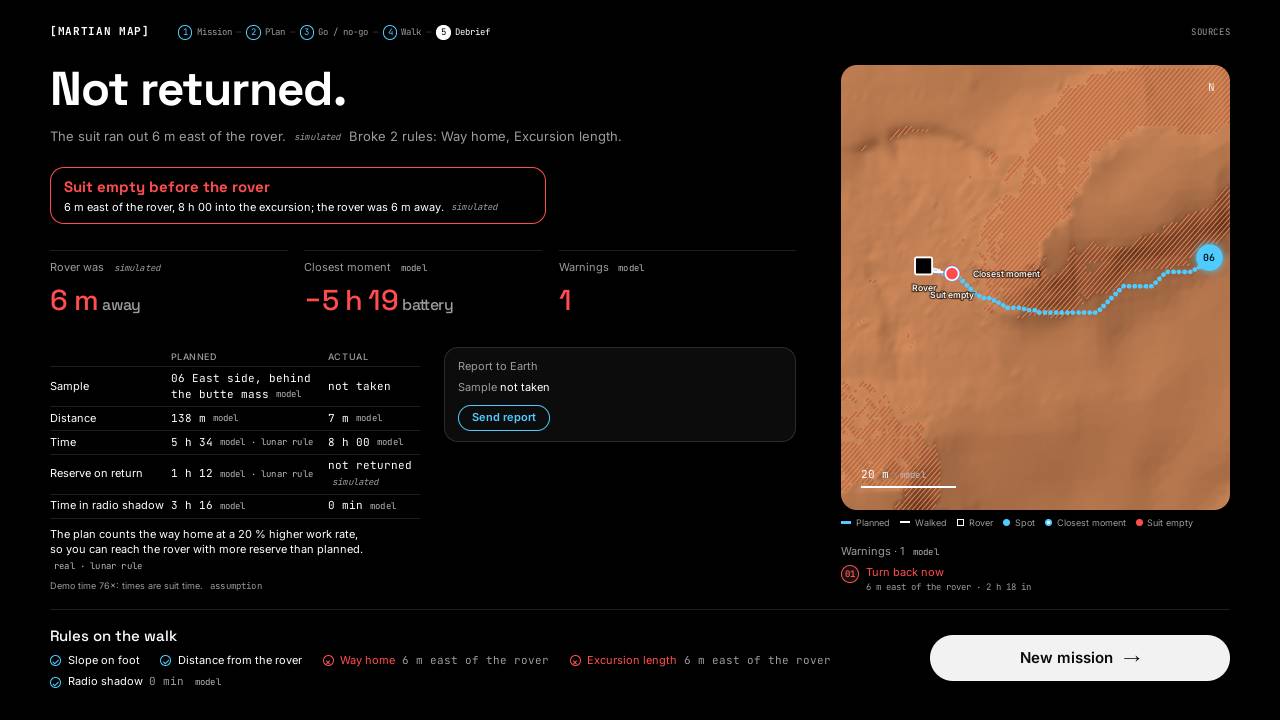 [MARTIAN MAP] 1 Mission – 2 Plan – 3 Go / no-go – 4 Walk – 5 Debrief SOURCES
Not returned.
The suit ran out 6 m east of the rover. simulated Broke 2 rules: Way home, Excursion length.
Suit empty before the rover
6 m east of the rover, 8 h 00 into the excursion; the rover was 6 m away. simulated
Rover was simulated
6 m away
Closest moment model
−5 h 19 battery
Warnings model
1
PLANNED ACTUAL
Sample 06 East side, behind the butte mass model not taken
Distance 138 m model 7 m model
Time 5 h 34 model · lunar rule 8 h 00 model
Reserve on return 1 h 12 model · lunar rule not returned simulated
Time in radio shadow 3 h 16 model 0 min model
The plan counts the way home at a 20 % higher work rate,
so you can reach the rover with more reserve than planned.
real · lunar rule
Demo time 76×: times are suit time. assumption
Report to Earth
Sample not taken
Send report
N
06
Closest moment
Rover
Suit empty
20 m model
Planned Walked Rover Spot Closest moment Suit empty
Warnings · 1 model
01 Turn back now
6 m east of the rover · 2 h 18 in
Rules on the walk
Slope on foot Distance from the rover Way home 6 m east of the rover Excursion length 6 m east of the rover
Radio shadow 0 min model
New mission →